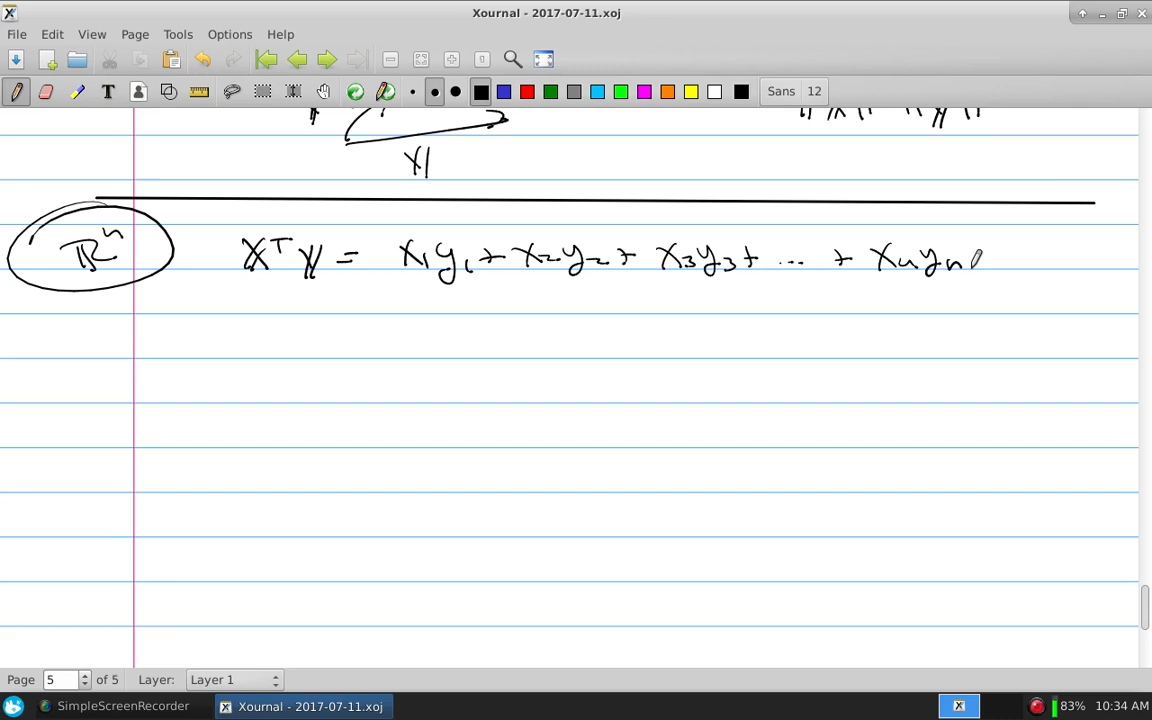 Xournal - 2017-07-11.xoj
File Edit View Page Tools Options Help
Sans 12
x
ℝⁿ 𝕏ᵀ𝕐 = x₁y₁ + x₂y₂ + x₃y₃ + ... + xₙyₙ
Page 5 of 5 Layer: Layer 1
SimpleScreenRecorder Xournal - 2017-07-11.xoj 83% 10:34 AM